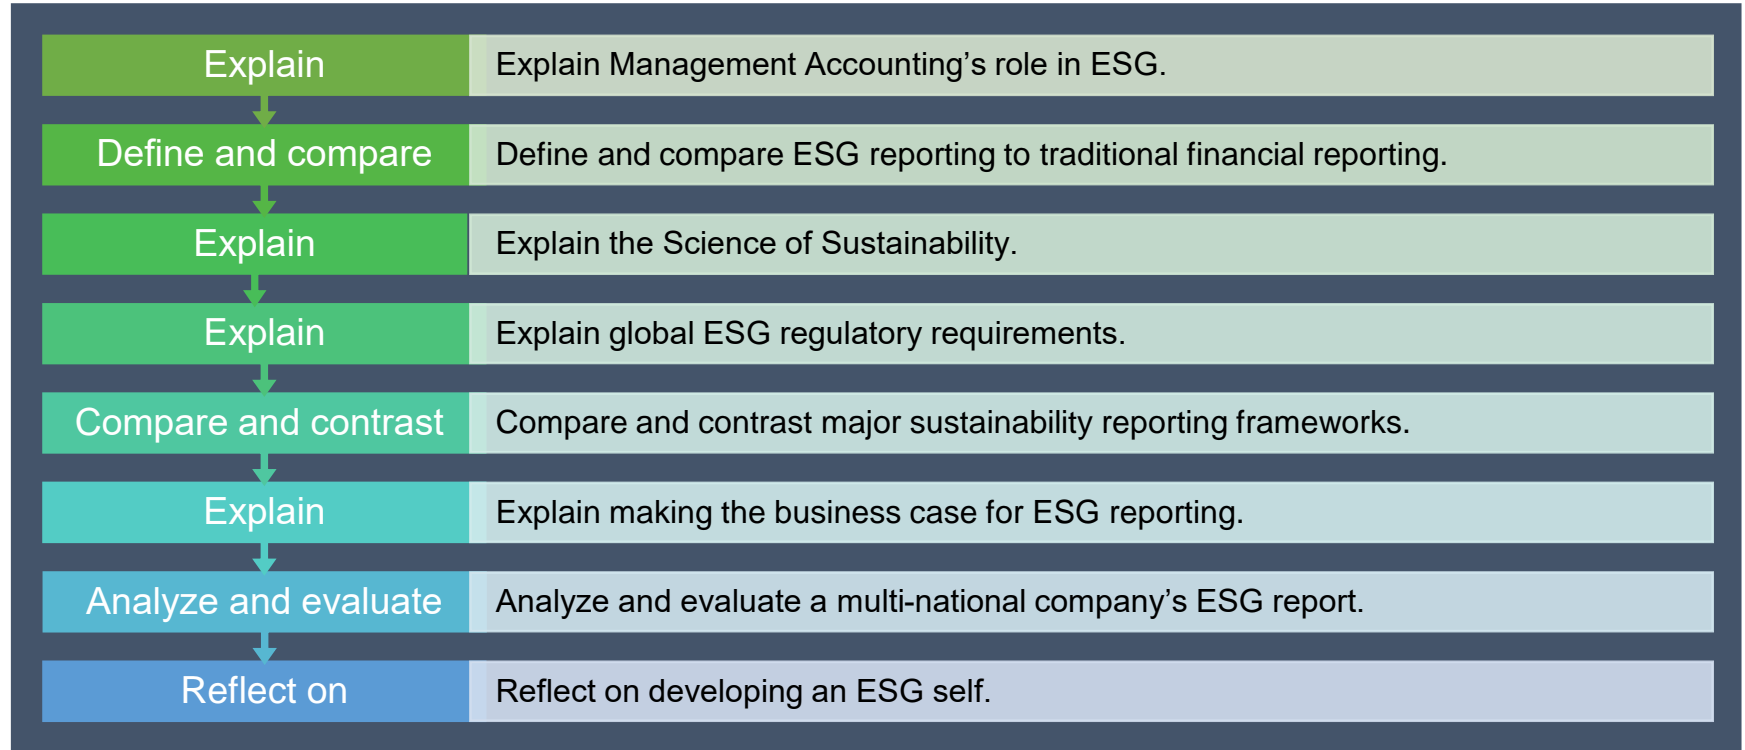 Explain
Explain Management Accounting’s role in ESG.
Define and compare
Define and compare ESG reporting to traditional financial reporting.
Explain
Explain the Science of Sustainability.
Explain
Explain global ESG regulatory requirements.
Compare and contrast
Compare and contrast major sustainability reporting frameworks.
Explain
Explain making the business case for ESG reporting.
Analyze and evaluate
Analyze and evaluate a multi-national company’s ESG report.
Reflect on
Reflect on developing an ESG self.